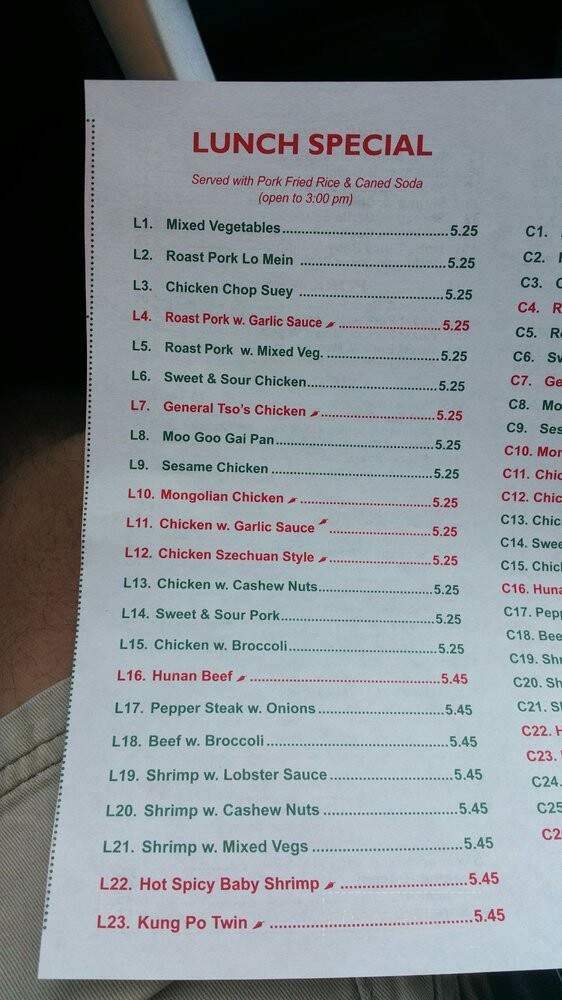 LUNCH SPECIAL
Served with Pork Fried Rice & Caned Soda
(open to 3:00 pm)
L1. Mixed Vegetables 5.25
L2. Roast Pork Lo Mein 5.25
L3. Chicken Chop Suey 5.25
L4. Roast Pork w. Garlic Sauce 5.25
L5. Roast Pork w. Mixed Veg. 5.25
L6. Sweet & Sour Chicken 5.25
L7. General Tso's Chicken 5.25
L8. Moo Goo Gai Pan 5.25
L9. Sesame Chicken 5.25
L10. Mongolian Chicken 5.25
L11. Chicken w. Garlic Sauce 5.25
L12. Chicken Szechuan Style 5.25
L13. Chicken w. Cashew Nuts 5.25
L14. Sweet & Sour Pork 5.25
L15. Chicken w. Broccoli 5.25
L16. Hunan Beef 5.45
L17. Pepper Steak w. Onions 5.45
L18. Beef w. Broccoli 5.45
L19. Shrimp w. Lobster Sauce 5.45
L20. Shrimp w. Cashew Nuts 5.45
L21. Shrimp w. Mixed Vegs 5.45
L22. Hot Spicy Baby Shrimp 5.45
L23. Kung Po Twin 5.45
C1.
C2.
C3.
C4.
C5.
C6.
C7.
C8.
C9.
C10.
C11.
C12.
C13.
C14.
C15.
C16.
C17.
C18.
C19.
C20.
C21.
C22.
C23.
C24.